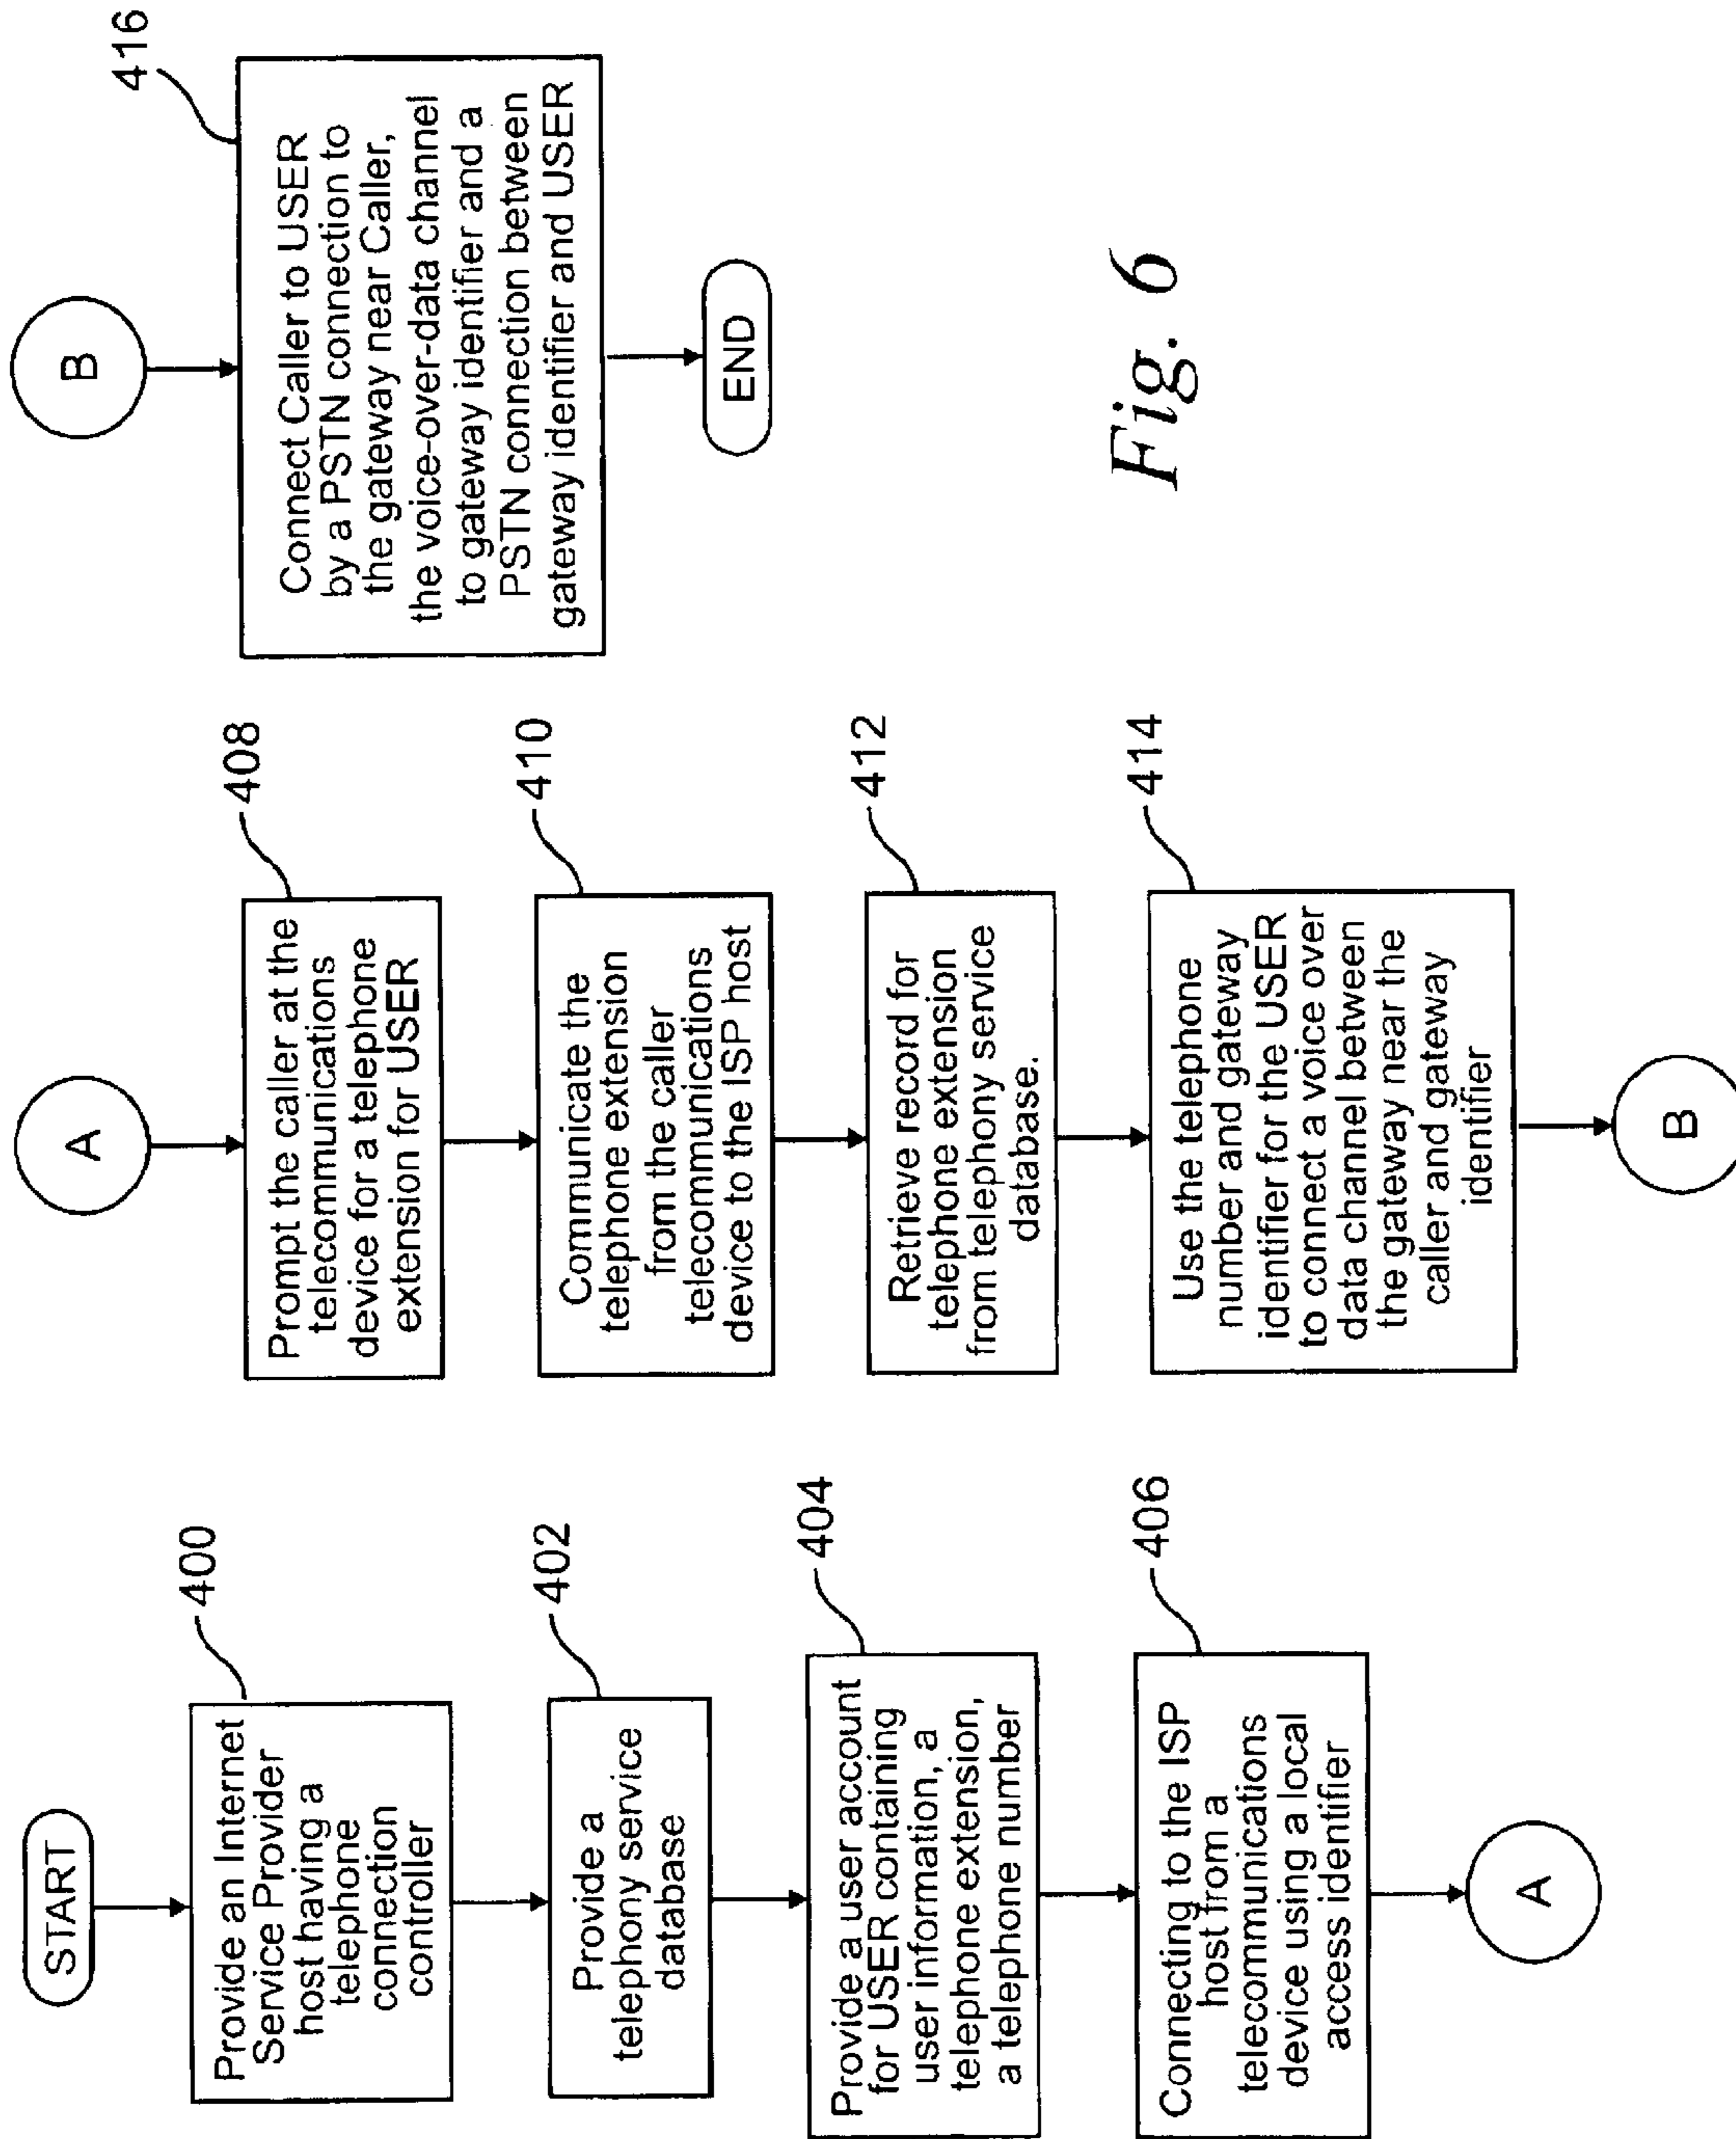 START
400
Provide an Internet
Service Provider
host having a
telephone
connection
controller
402
Provide a
telephony service
database
404
Provide a user account
for USER containing
user information, a
telephone extension,
a telephone number
406
Connecting to the ISP
host from a
telecommunications
device using a local
access identifier
A
A
408
Prompt the caller at the
telecommunications
device for a telephone
extension for USER
410
Communicate the
telephone extension
from the caller
telecommunications
device to the ISP host
412
Retrieve record for
telephone extension
from telephony service
database.
414
Use the telephone
number and gateway
identifier for the USER
to connect a voice over
data channel between
the gateway near the
caller and gateway
identifier
B
B
416
Connect Caller to USER
by a PSTN connection to
the gateway near Caller,
the voice-over-data channel
to gateway identifier and a
PSTN connection between
gateway identifier and USER
END
Fig. 6